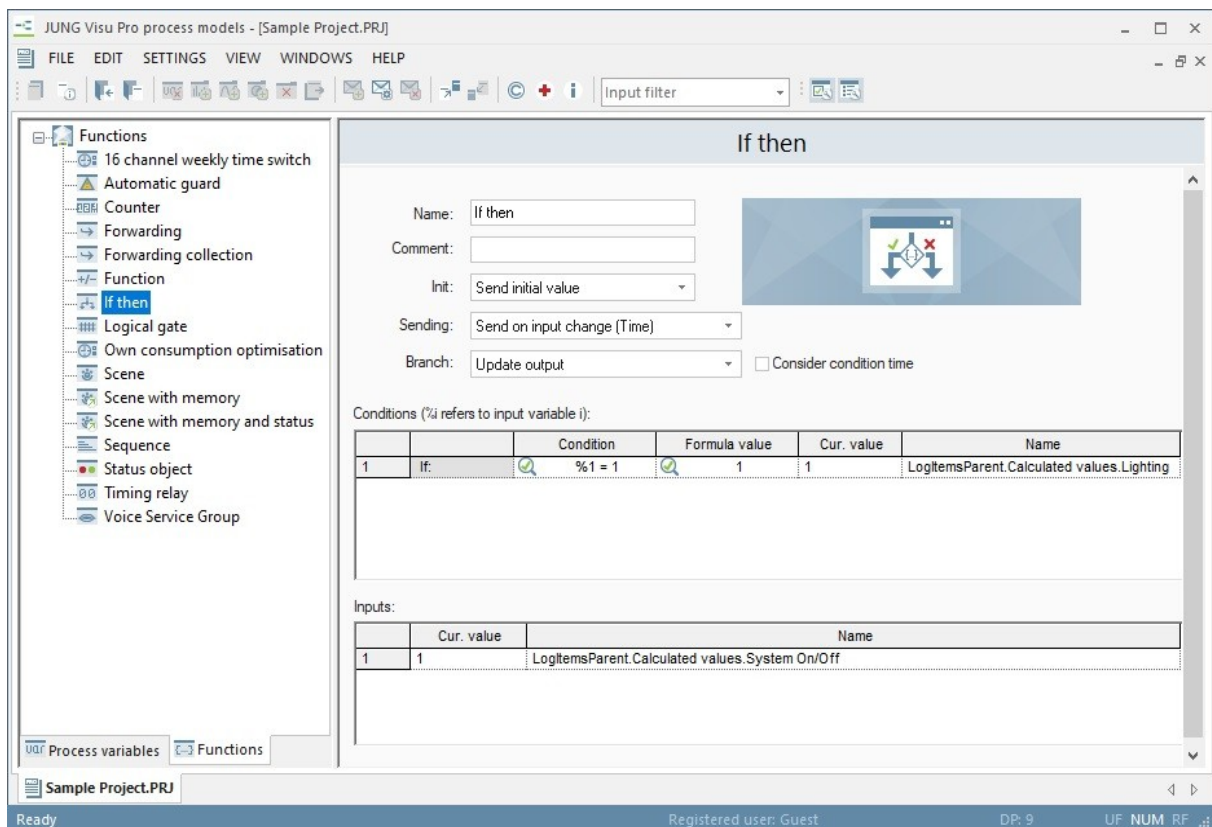 JUNG Visu Pro process models - [Sample Project.PRJ]
FILE EDIT SETTINGS VIEW WINDOWS HELP
Input filter
Functions
16 channel weekly time switch
Automatic guard
Counter
Forwarding
Forwarding collection
+/- Function
If then
Logical gate
Own consumption optimisation
Scene
Scene with memory
Scene with memory and status
Sequence
Status object
Timing relay
Voice Service Group
var Process variables Functions
If then
Name: If then
Comment:
Init: Send initial value
Sending: Send on input change (Time)
Branch: Update output Consider condition time
Conditions (%i refers to input variable i):
Condition Formula value Cur. value Name
1 If: %1 = 1 1 1 LogItemsParent.Calculated values.Lighting
Inputs:
Cur. value Name
1 1 LogItemsParent.Calculated values.System On/Off
Sample Project.PRJ
Ready Registered user: Guest DP: 9 UF NUM RF